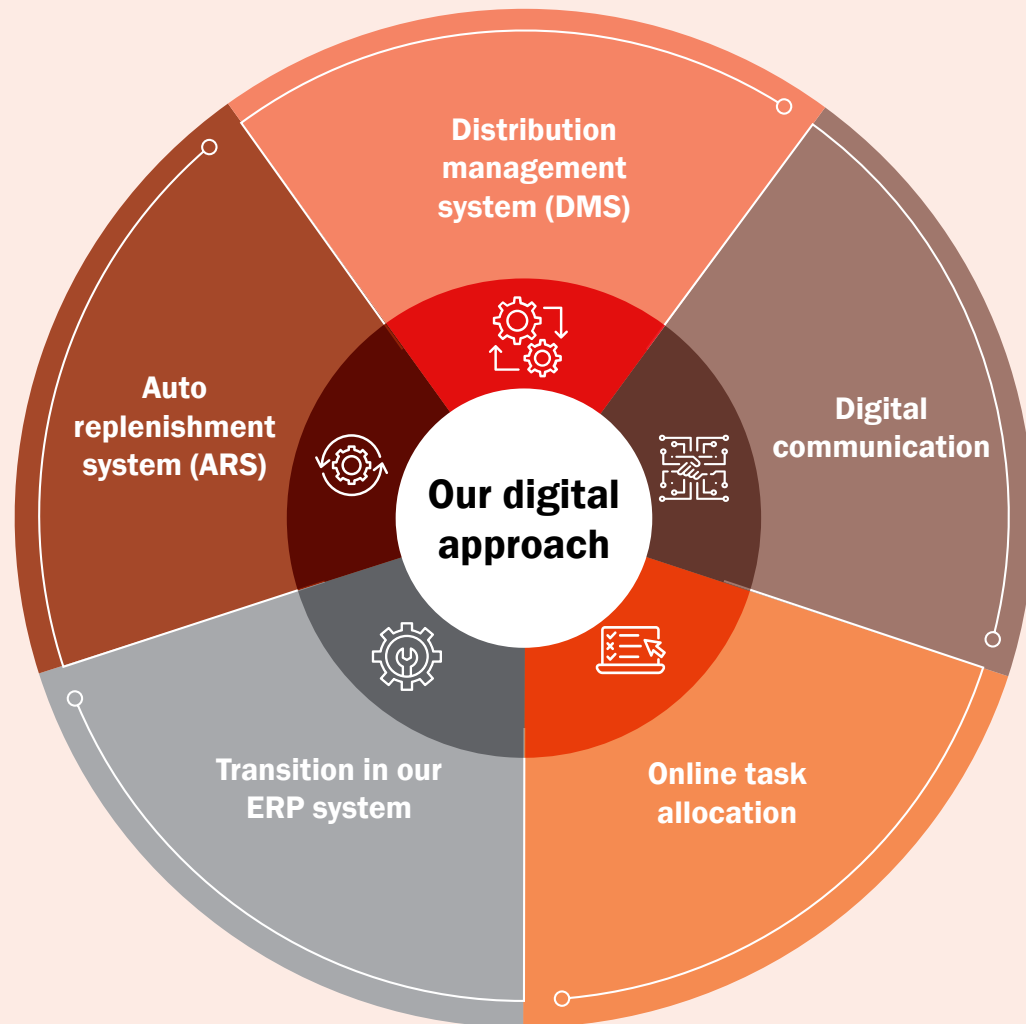 Distribution
management
system (DMS)
Digital
communication
Online task
allocation
Transition in our
ERP system
Auto
replenishment
system (ARS)
Our digital
approach